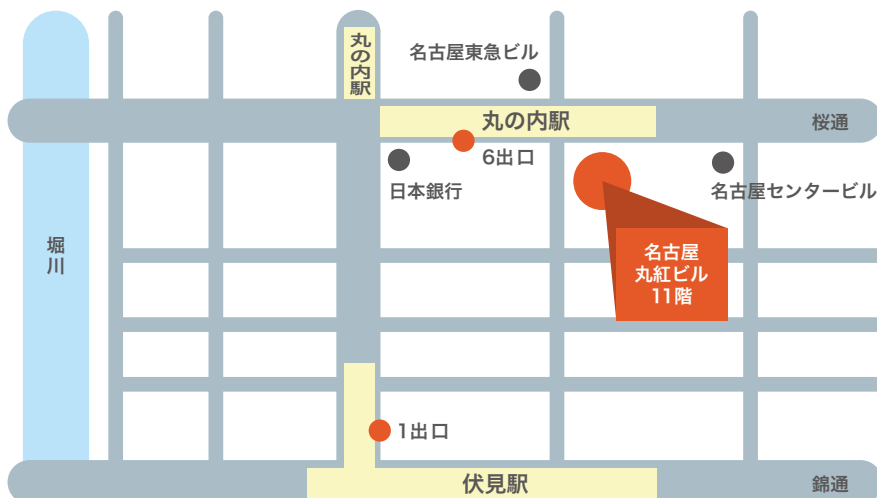 丸の内駅
名古屋東急ビル
丸の内駅
桜通
6出口
日本銀行
名古屋センタービル
堀川
名古屋
丸紅ビル
11階
1出口
伏見駅
錦通